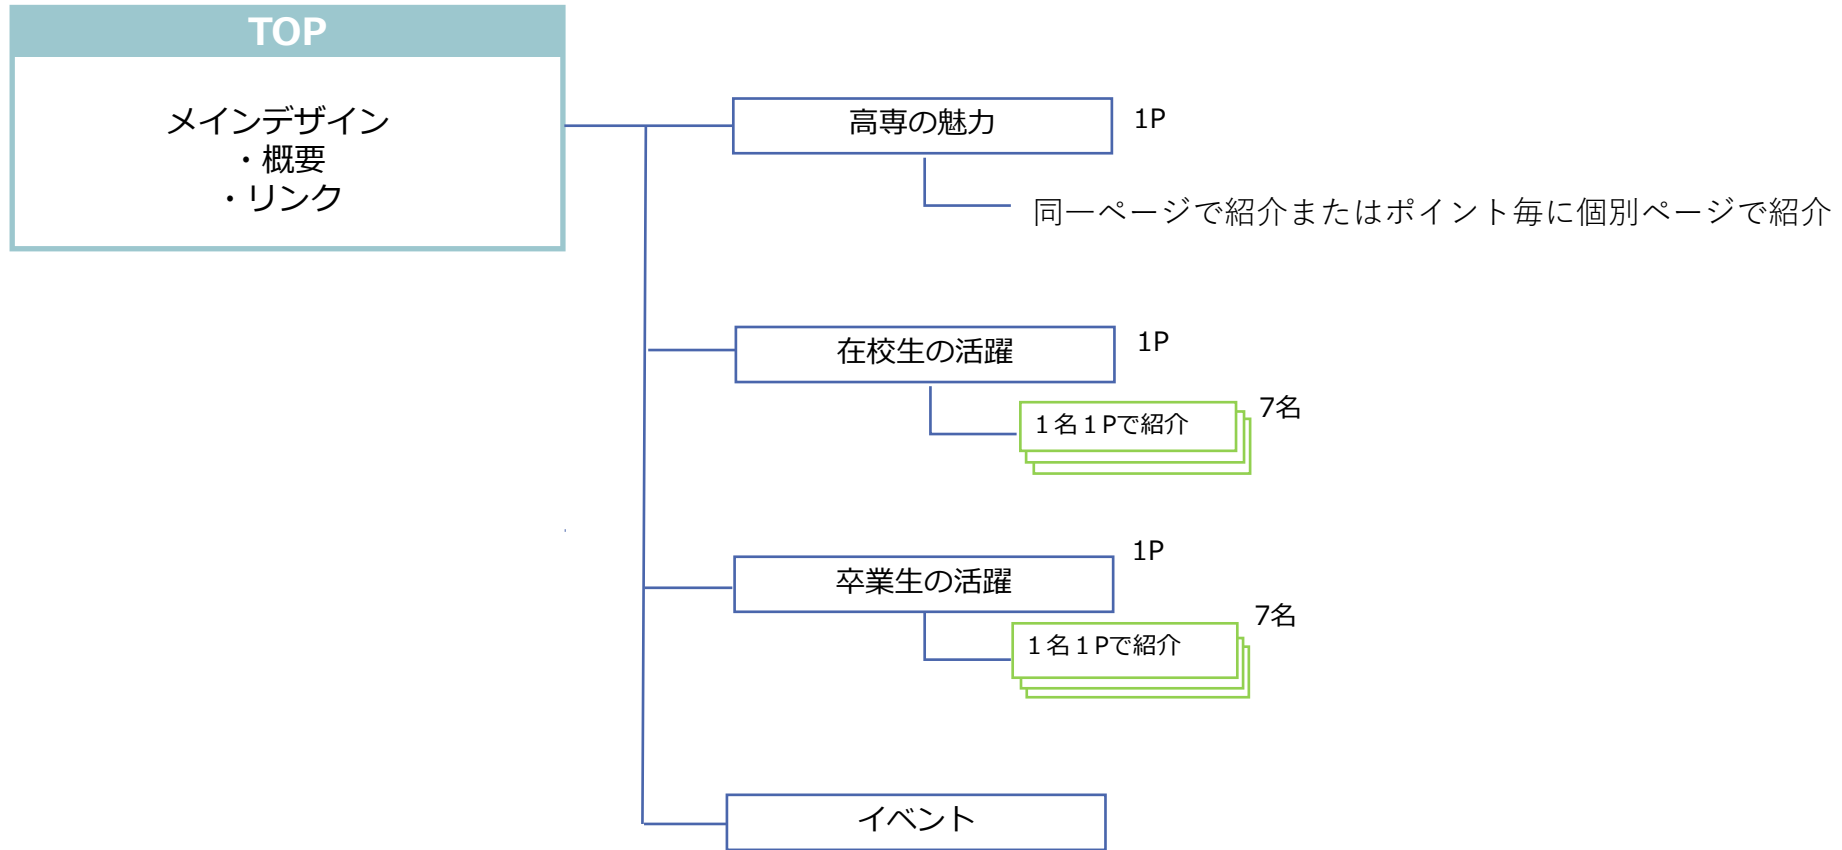 TOP
メインデザイン
・概要
・リンク
高専の魅力
1P
同一ページで紹介またはポイント毎に個別ページで紹介
在校生の活躍
1P
１名１Pで紹介
7名
卒業生の活躍
1P
１名１Pで紹介
7名
イベント